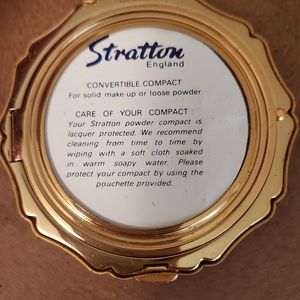 Stratton
England
CONVERTIBLE COMPACT
For solid make-up or loose powder
CARE OF YOUR COMPACT
Your Stratton powder compact is
lacquer protected. We recommend
cleaning from time to time by
wiping with a soft cloth soaked
in warm soapy water. Please
protect your compact by using the
pouchette provided.